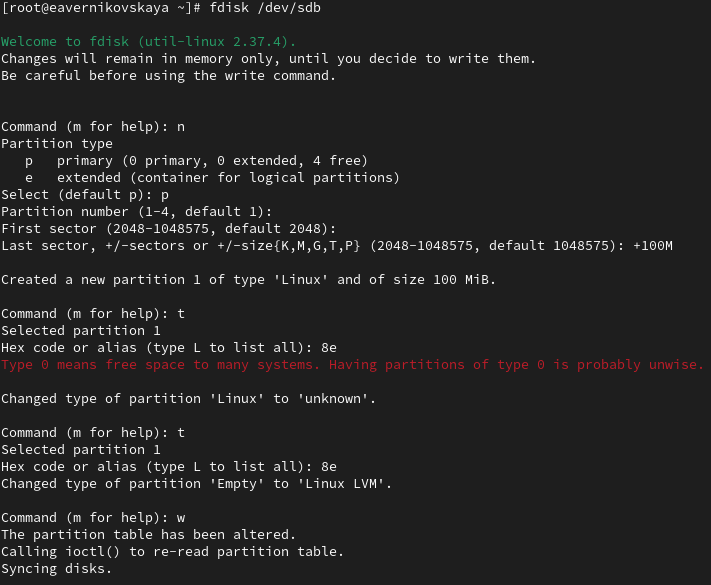 [root@eavernikovskaya ~]# fdisk /dev/sdb
Welcome to fdisk (util-linux 2.37.4).
Changes will remain in memory only, until you decide to write them.
Be careful before using the write command.
Command (m for help): n
Partition type
   p   primary (0 primary, 0 extended, 4 free)
   e   extended (container for logical partitions)
Select (default p): p
Partition number (1-4, default 1):
First sector (2048-1048575, default 2048):
Last sector, +/-sectors or +/-size{K,M,G,T,P} (2048-1048575, default 1048575): +100M
Created a new partition 1 of type 'Linux' and of size 100 MiB.
Command (m for help): t
Selected partition 1
Hex code or alias (type L to list all): 8e
Type 0 means free space to many systems. Having partitions of type 0 is probably unwise.
Changed type of partition 'Linux' to 'unknown'.
Command (m for help): t
Selected partition 1
Hex code or alias (type L to list all): 8e
Changed type of partition 'Empty' to 'Linux LVM'.
Command (m for help): w
The partition table has been altered.
Calling ioctl() to re-read partition table.
Syncing disks.